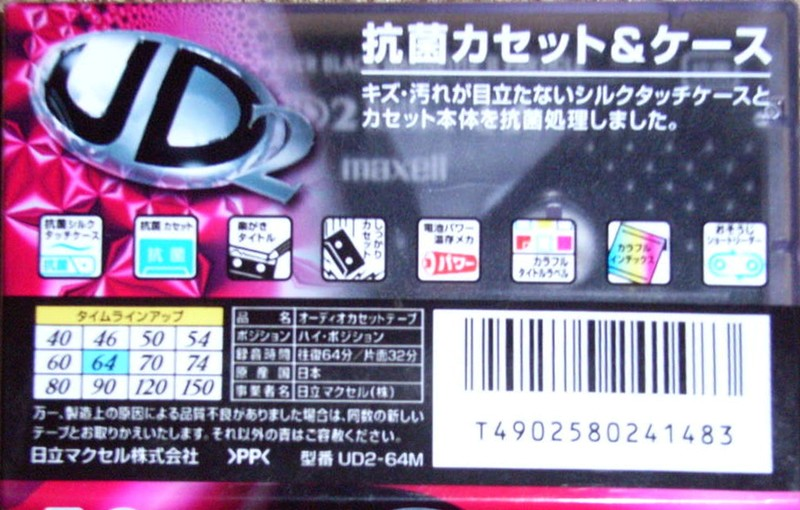 UD2
抗菌カセット&ケース
キズ・汚れが目立たないシルクタッチケースと
カセット本体を抗菌処理しました。
maxell
抗菌シルク
タッチケース
抗菌
抗菌カセット
抗菌
楽がき
タイトル
しっかり
カセット
電池パワー
温存メカ
パワー
カラフル
タイトルラベル
カラフル
インデックス
おそうじ
ショートリーダー
タイムラインアップ
40 46 50 54
60 64 70 74
80 90 120 150
品名 オーディオカセットテープ
ポジション ハイ・ポジション
録音時間 往復64分/片面32分
原産国 日本
事業者名 日立マクセル(株)
万一、製造上の原因による品質不良がありました場合は、同数の新しい
テープとお取りかえいたします。それ以外の責はご容赦ください。
日立マクセル株式会社 >PP< 型番 UD2-64M
T4902580241483